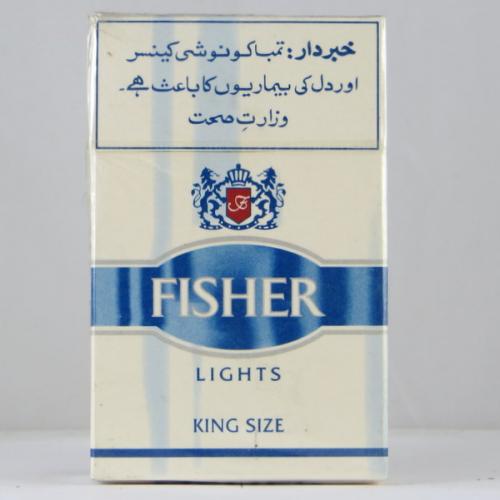 خبردار: تمباکو نوشی کینسر
اور دل کی بیماریوں کا باعث ہے۔
وزارتِ صحت
FISHER
LIGHTS
KING SIZE